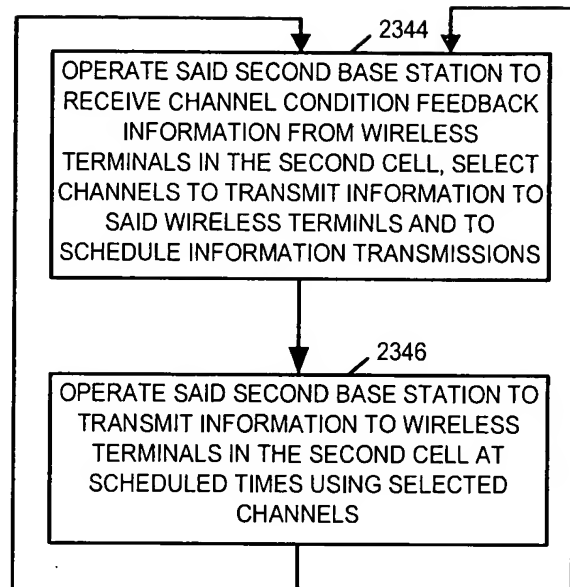 2344
OPERATE SAID SECOND BASE STATION TO
RECEIVE CHANNEL CONDITION FEEDBACK
INFORMATION FROM WIRELESS
TERMINALS IN THE SECOND CELL, SELECT
CHANNELS TO TRANSMIT INFORMATION TO
SAID WIRELESS TERMINLS AND TO
SCHEDULE INFORMATION TRANSMISSIONS
2346
OPERATE SAID SECOND BASE STATION TO
TRANSMIT INFORMATION TO WIRELESS
TERMINALS IN THE SECOND CELL AT
SCHEDULED TIMES USING SELECTED
CHANNELS